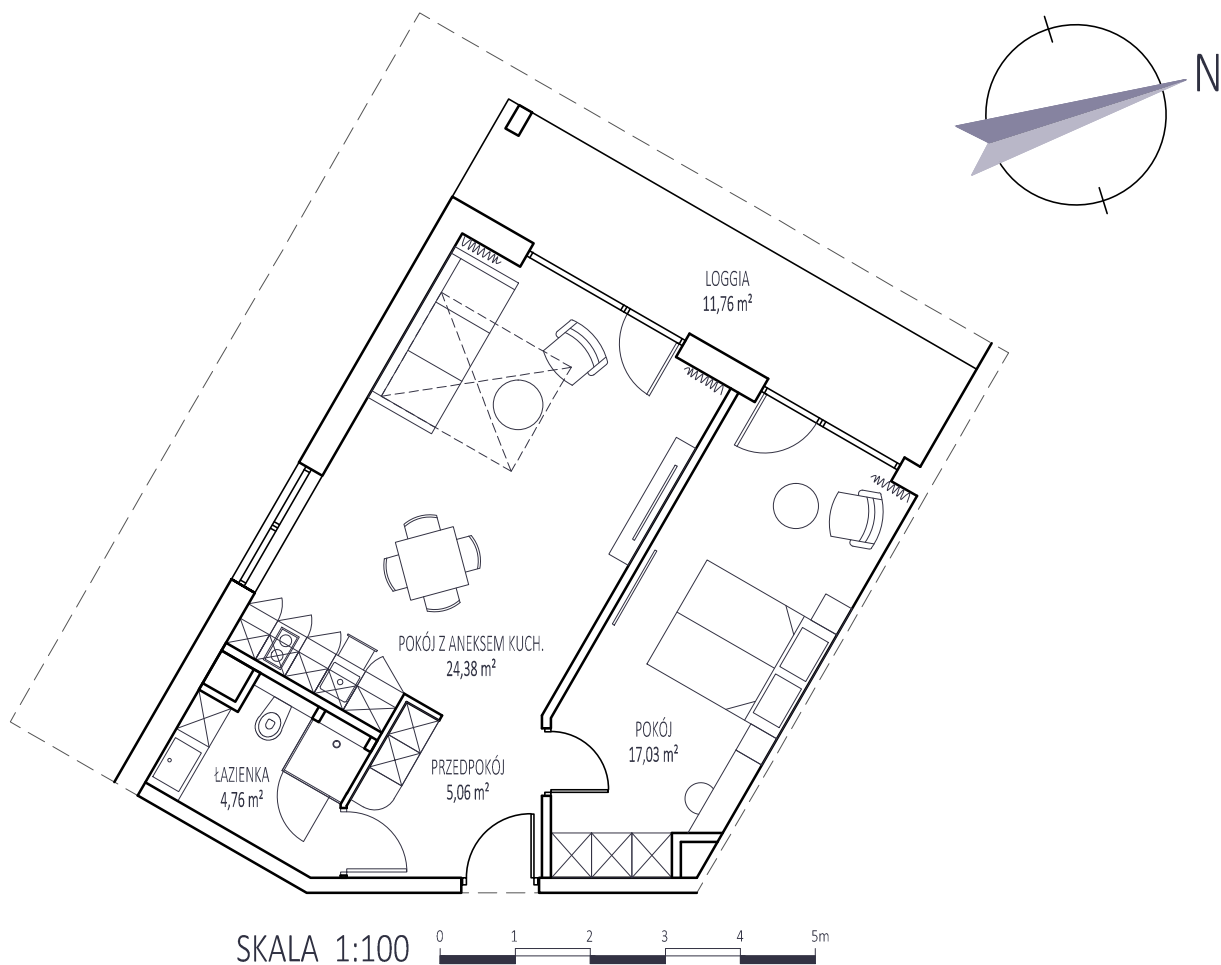 N
LOGGIA
11,76 m²
POKÓJ Z ANEKSEM KUCH.
24,38 m²
POKÓJ
17,03 m²
PRZEDPOKÓJ
5,06 m²
ŁAZIENKA
4,76 m²
SKALA 1:100
0 1 2 3 4 5m